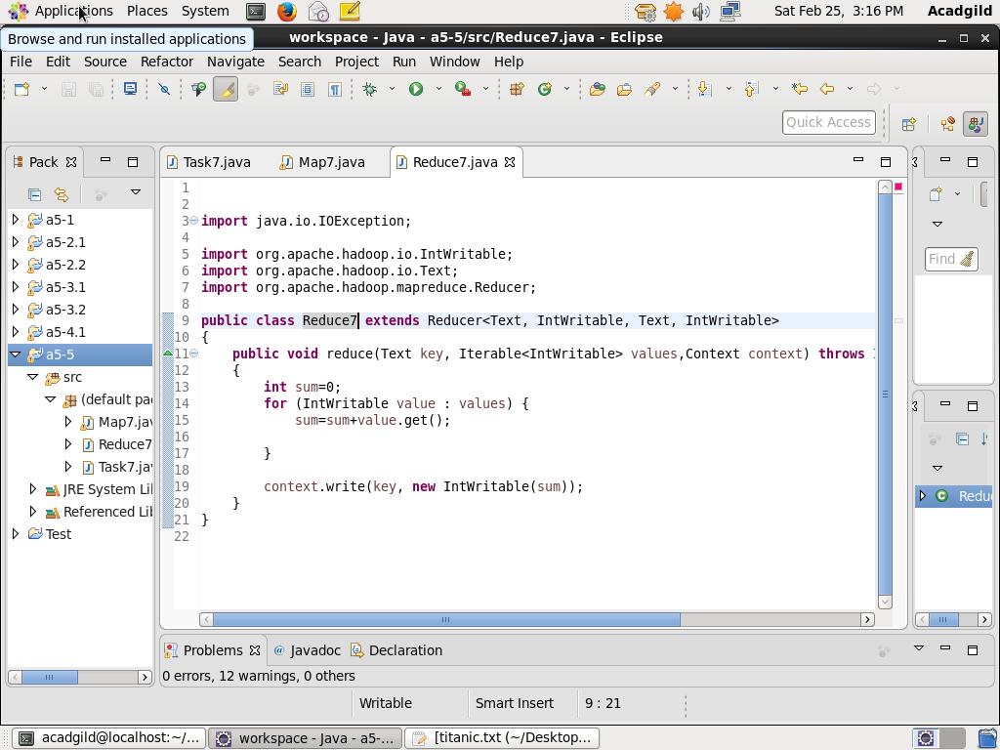 Applications Places System Sat Feb 25, 3:16 PM Acadgild
Browse and run installed applications
workspace - Java - a5-5/src/Reduce7.java - Eclipse
File Edit Source Refactor Navigate Search Project Run Window Help
Quick Access
Pack
Task7.java Map7.java Reduce7.java
a5-1
a5-2.1
a5-2.2
a5-3.1
a5-3.2
a5-4.1
a5-5
src
(default pa
Map7.jav
Reduce7
Task7.jav
JRE System Li
Referenced Lib
Test
1
2
3 import java.io.IOException;
4
5 import org.apache.hadoop.io.IntWritable;
6 import org.apache.hadoop.io.Text;
7 import org.apache.hadoop.mapreduce.Reducer;
8
9 public class Reduce7 extends Reducer<Text, IntWritable, Text, IntWritable>
10 {
11 public void reduce(Text key, Iterable<IntWritable> values,Context context) throws
12 {
13 int sum=0;
14 for (IntWritable value : values) {
15 sum=sum+value.get();
16
17 }
18
19 context.write(key, new IntWritable(sum));
20 }
21 }
22
Find
Redu
Problems @ Javadoc Declaration
0 errors, 12 warnings, 0 others
Writable Smart Insert 9 : 21
acadgild@localhost:~/... workspace - Java - a5-... [titanic.txt (~/Desktop...